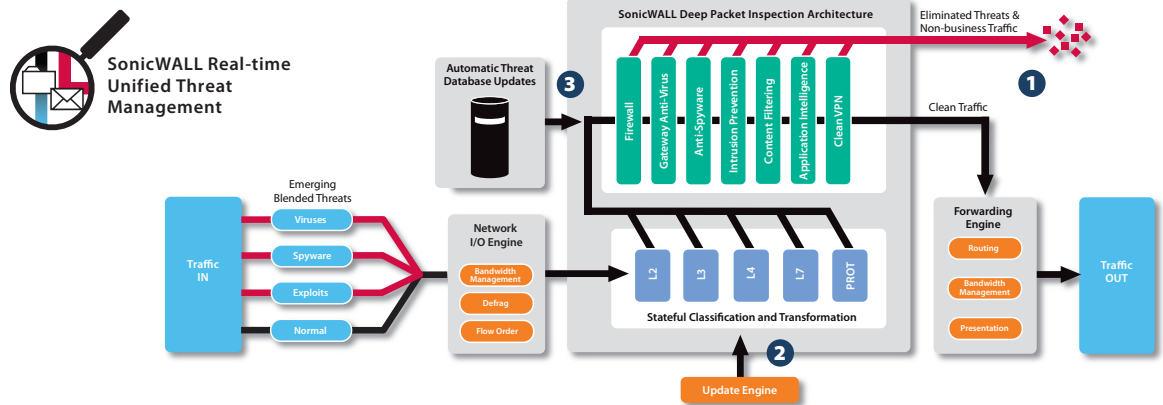 SonicWALL Real-time
Unified Threat
Management
SonicWALL Deep Packet Inspection Architecture
Eliminated Threats &
Non-business Traffic
1
Automatic Threat
Database Updates
3
Firewall
Gateway Anti-Virus
Anti-Spyware
Intrusion Prevention
Content Filtering
Application Intelligence
Clean VPN
Clean Traffic
Emerging
Blended Threats
Traffic
IN
Viruses
Spyware
Exploits
Normal
Network
I/O Engine
Bandwidth
Management
Defrag
Flow Order
L2
L3
L4
L7
PROT
Stateful Classification and Transformation
2
Update Engine
Forwarding
Engine
Routing
Bandwidth
Management
Presentation
Traffic
OUT